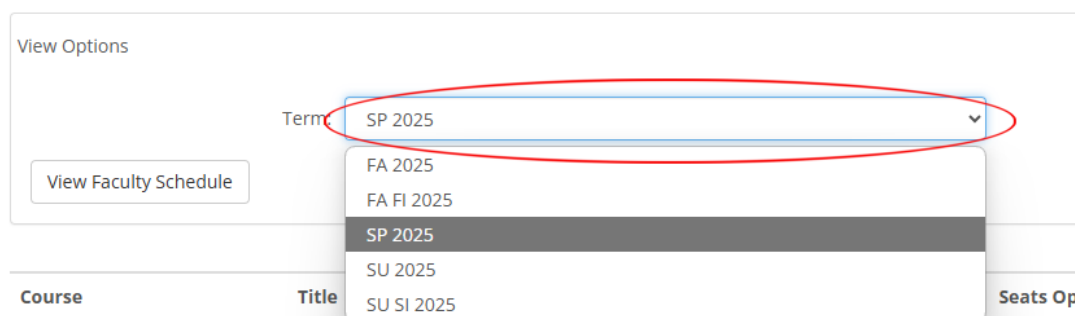 View Options
Term: SP 2025
FA 2025
View Faculty Schedule
FA FI 2025
SP 2025
SU 2025
Course Title Seats Op
SU SI 2025